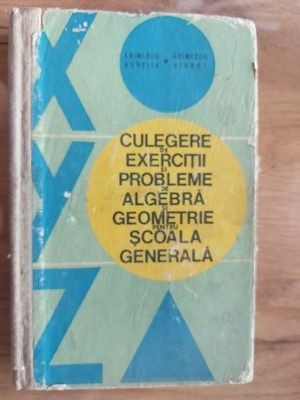 ARIMESCU ARIMESCU
AURELIA VIOREL
CULEGERE
DE
EXERCIȚII
ȘI
PROBLEME
DE
ALGEBRĂ
ȘI
GEOMETRIE
PENTRU
ȘCOALA
GENERALĂ
X
Y
Z